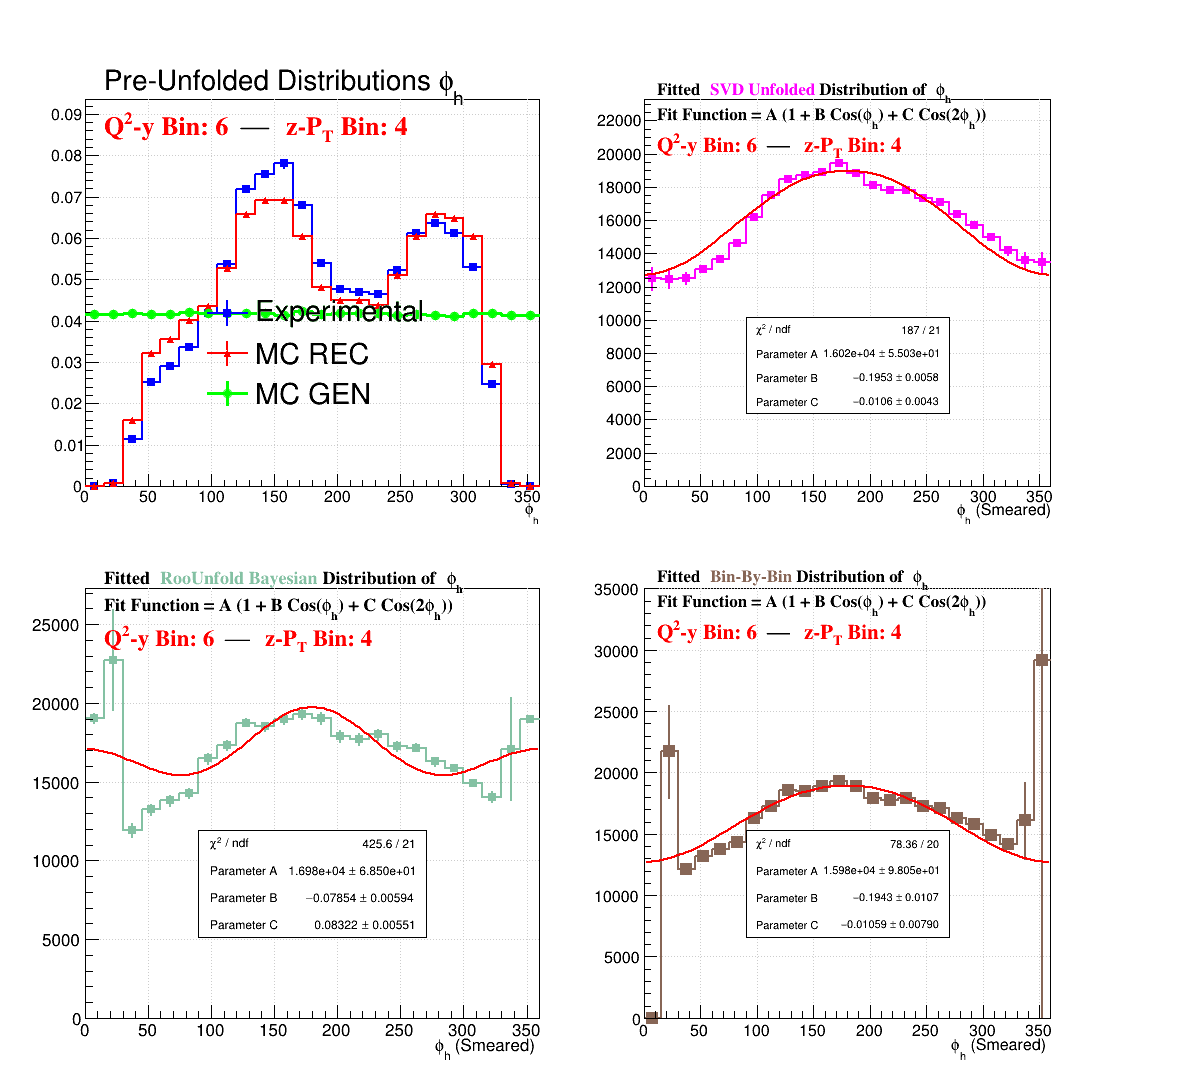 Pre-Unfolded Distributions ϕh
Q2-y Bin: 6 — z-PT Bin: 4
0.09
0.08
0.07
0.06
0.05
0.04
0.03
0.02
0.01
0
Experimental
MC REC
MC GEN
0 50 100 150 200 250 300 350
ϕh
Fitted SVD Unfolded Distribution of ϕh
Fit Function = A (1 + B Cos(ϕh) + C Cos(2ϕh))
Q2-y Bin: 6 — z-PT Bin: 4
22000
20000
18000
16000
14000
12000
10000
8000
6000
4000
2000
0
χ2 / ndf 187 / 21
Parameter A 1.602e+04 ± 5.503e+01
Parameter B −0.1953 ± 0.0058
Parameter C −0.0106 ± 0.0043
0 50 100 150 200 250 300 350
ϕh (Smeared)
Fitted RooUnfold Bayesian Distribution of ϕh
Fit Function = A (1 + B Cos(ϕh) + C Cos(2ϕh))
Q2-y Bin: 6 — z-PT Bin: 4
25000
20000
15000
10000
5000
0
χ2 / ndf 425.6 / 21
Parameter A 1.698e+04 ± 6.850e+01
Parameter B −0.07854 ± 0.00594
Parameter C 0.08322 ± 0.00551
0 50 100 150 200 250 300 350
ϕh (Smeared)
Fitted Bin-By-Bin Distribution of ϕh
Fit Function = A (1 + B Cos(ϕh) + C Cos(2ϕh))
Q2-y Bin: 6 — z-PT Bin: 4
35000
30000
25000
20000
15000
10000
5000
0
χ2 / ndf 78.36 / 20
Parameter A 1.598e+04 ± 9.805e+01
Parameter B −0.1943 ± 0.0107
Parameter C −0.01059 ± 0.00790
0 50 100 150 200 250 300 350
ϕh (Smeared)